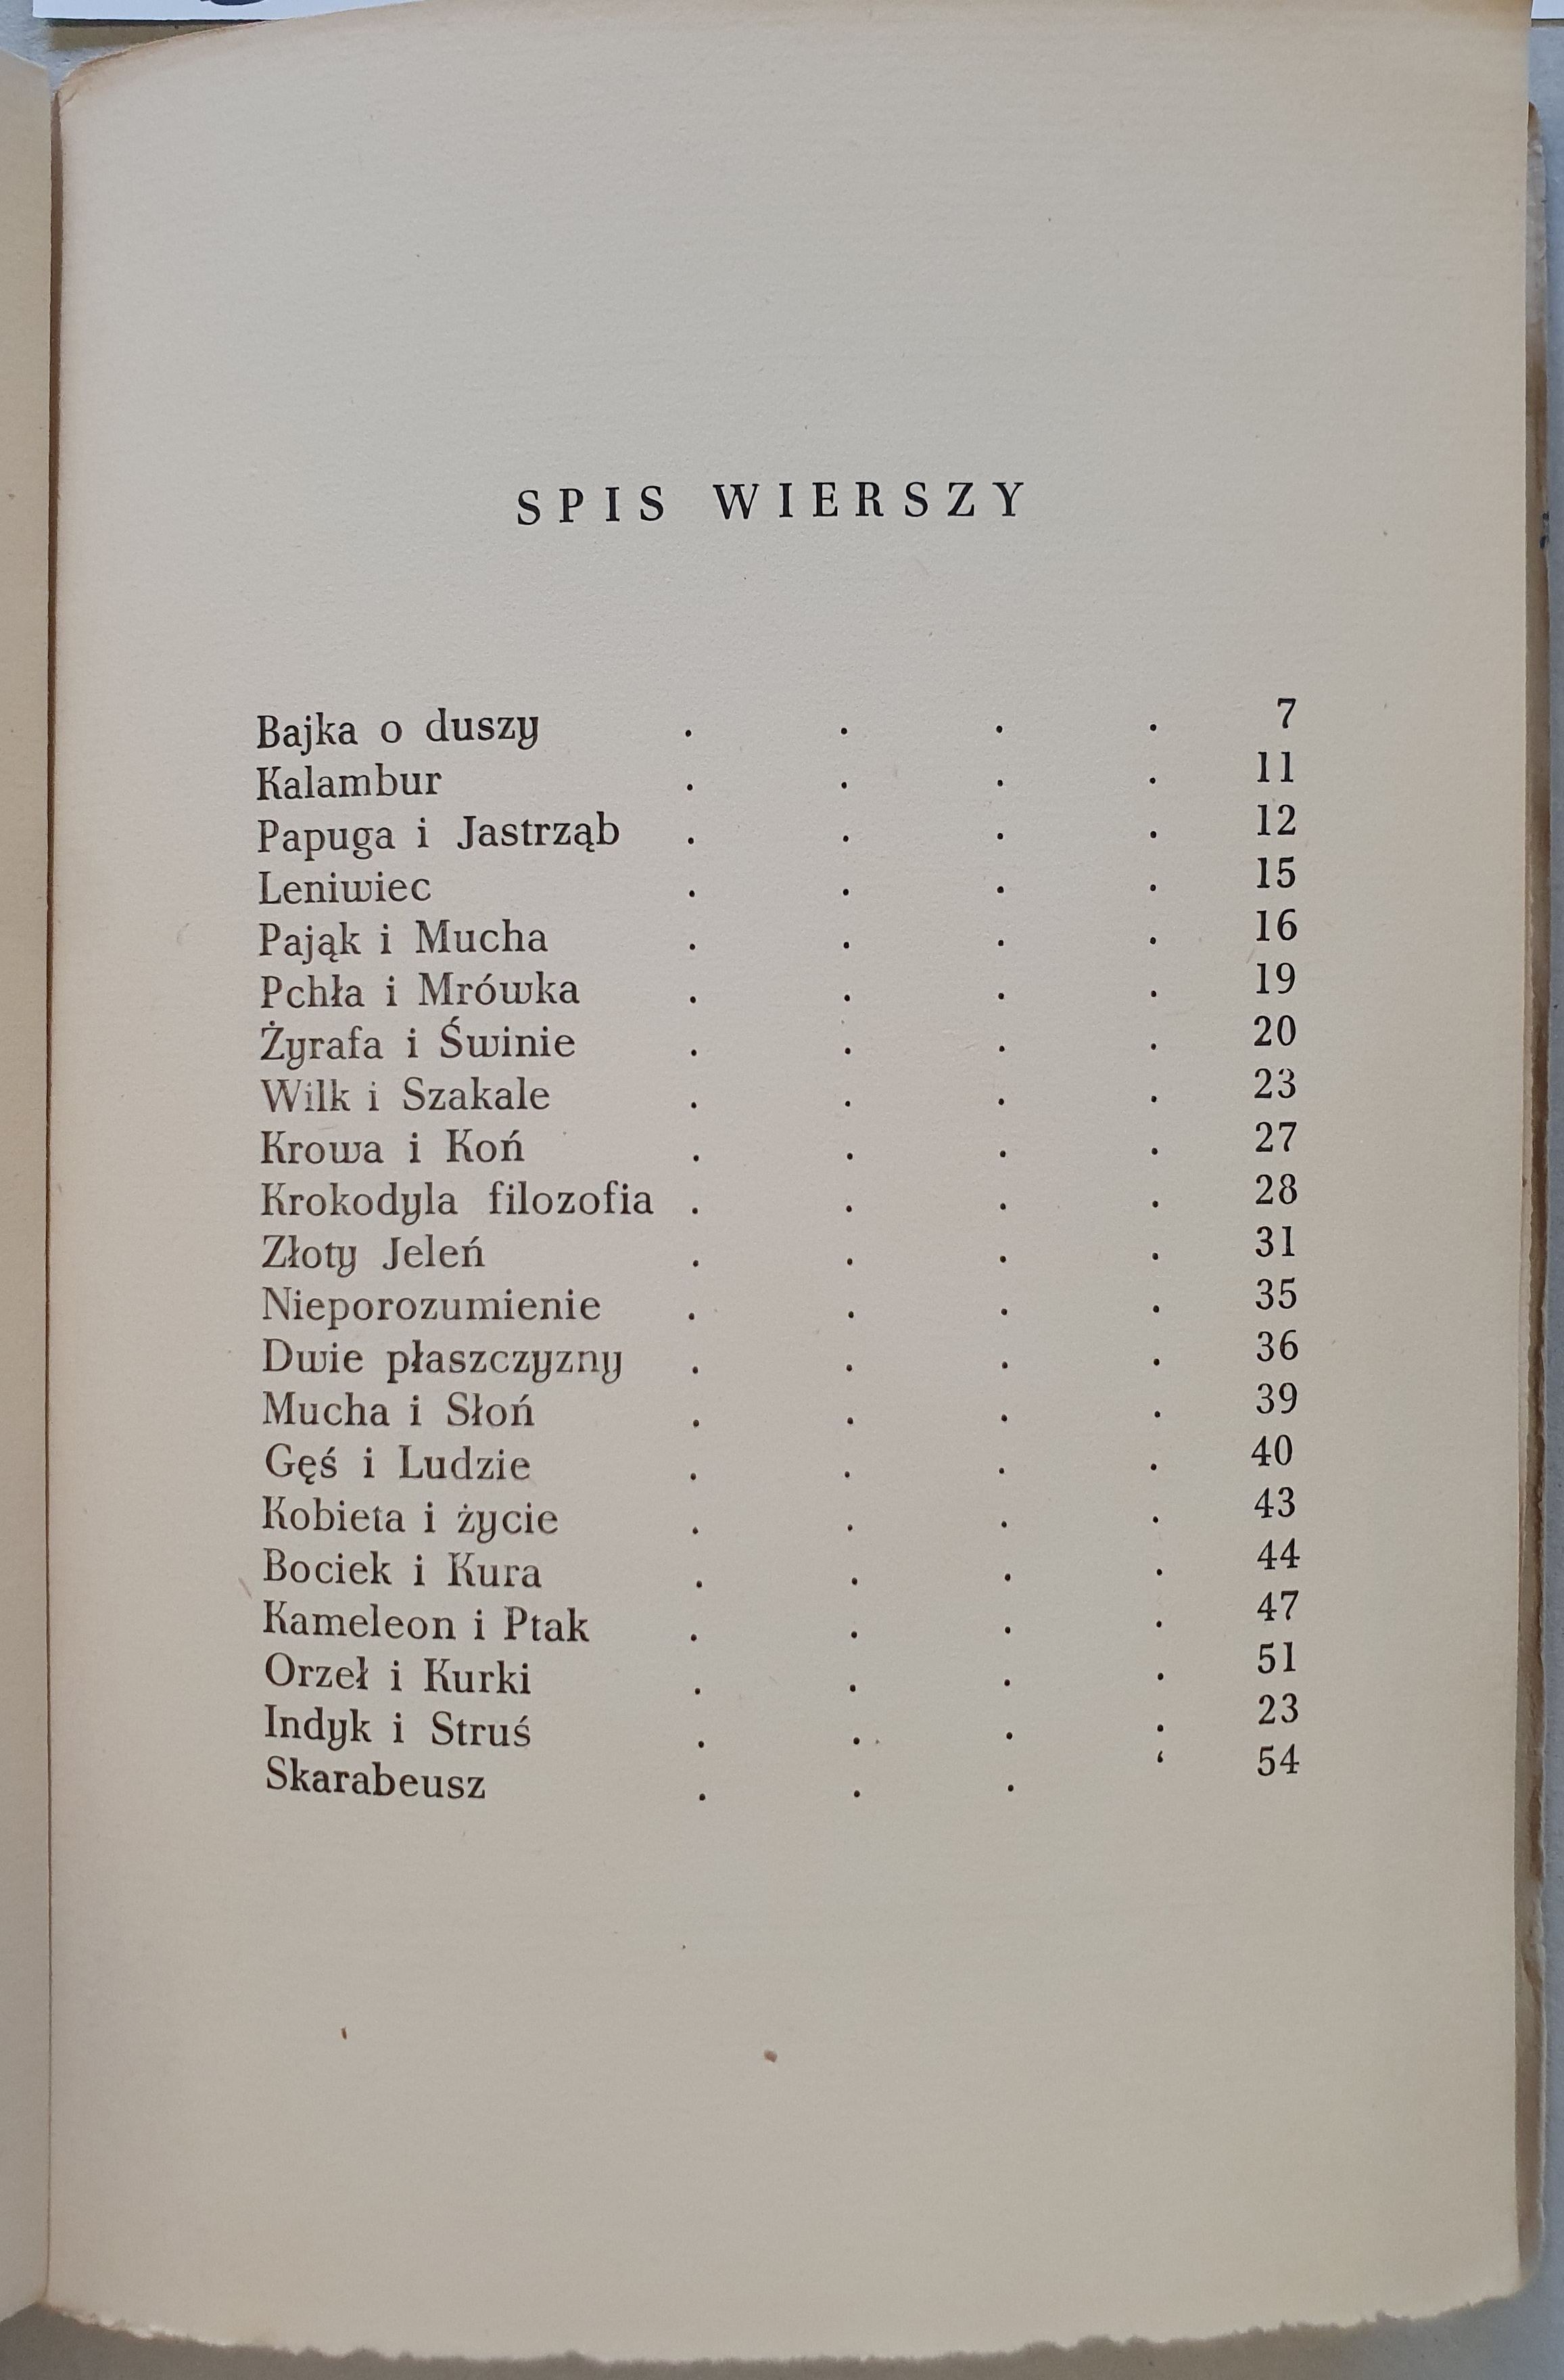 SPIS WIERSZY
Bajka o duszy . . . . 7
Kalambur . . . . 11
Papuga i Jastrząb . . . . 12
Leniwiec . . . . 15
Pająk i Mucha . . . . 16
Pchła i Mrówka . . . . 19
Żyrafa i Świnie . . . . 20
Wilk i Szakale . . . . 23
Krowa i Koń . . . . 27
Krokodyla filozofia . . . . 28
Złoty Jeleń . . . . 31
Nieporozumienie . . . . 35
Dwie płaszczyzny . . . . 36
Mucha i Słoń . . . . 39
Gęś i Ludzie . . . . 40
Kobieta i życie . . . . 43
Bociek i Kura . . . . 44
Kameleon i Ptak . . . . 47
Orzeł i Kurki . . . . 51
Indyk i Struś . . . . 23
Skarabeusz . . . ‘ 54